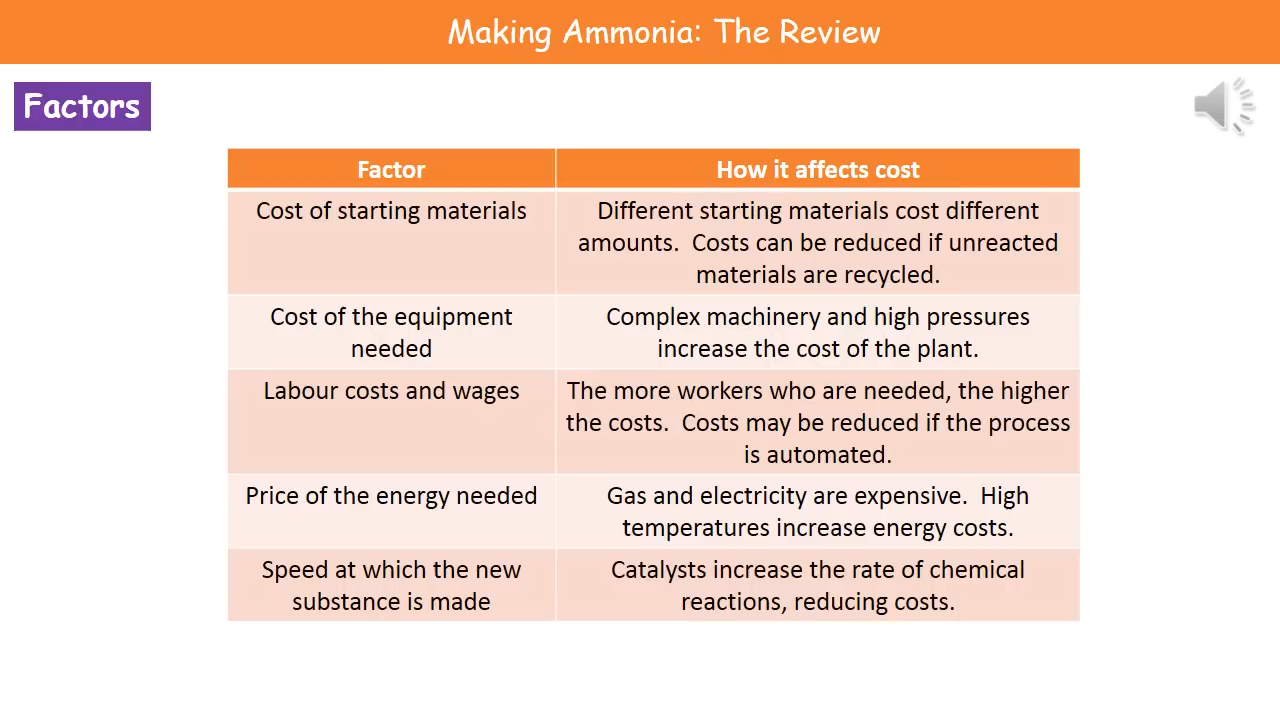 Making Ammonia: The Review
Factors
Factor
How it affects cost
Cost of starting materials
Different starting materials cost different
amounts.  Costs can be reduced if unreacted
materials are recycled.
Cost of the equipment
needed
Complex machinery and high pressures
increase the cost of the plant.
Labour costs and wages
The more workers who are needed, the higher
the costs.  Costs may be reduced if the process
is automated.
Price of the energy needed
Gas and electricity are expensive.  High
temperatures increase energy costs.
Speed at which the new
substance is made
Catalysts increase the rate of chemical
reactions, reducing costs.